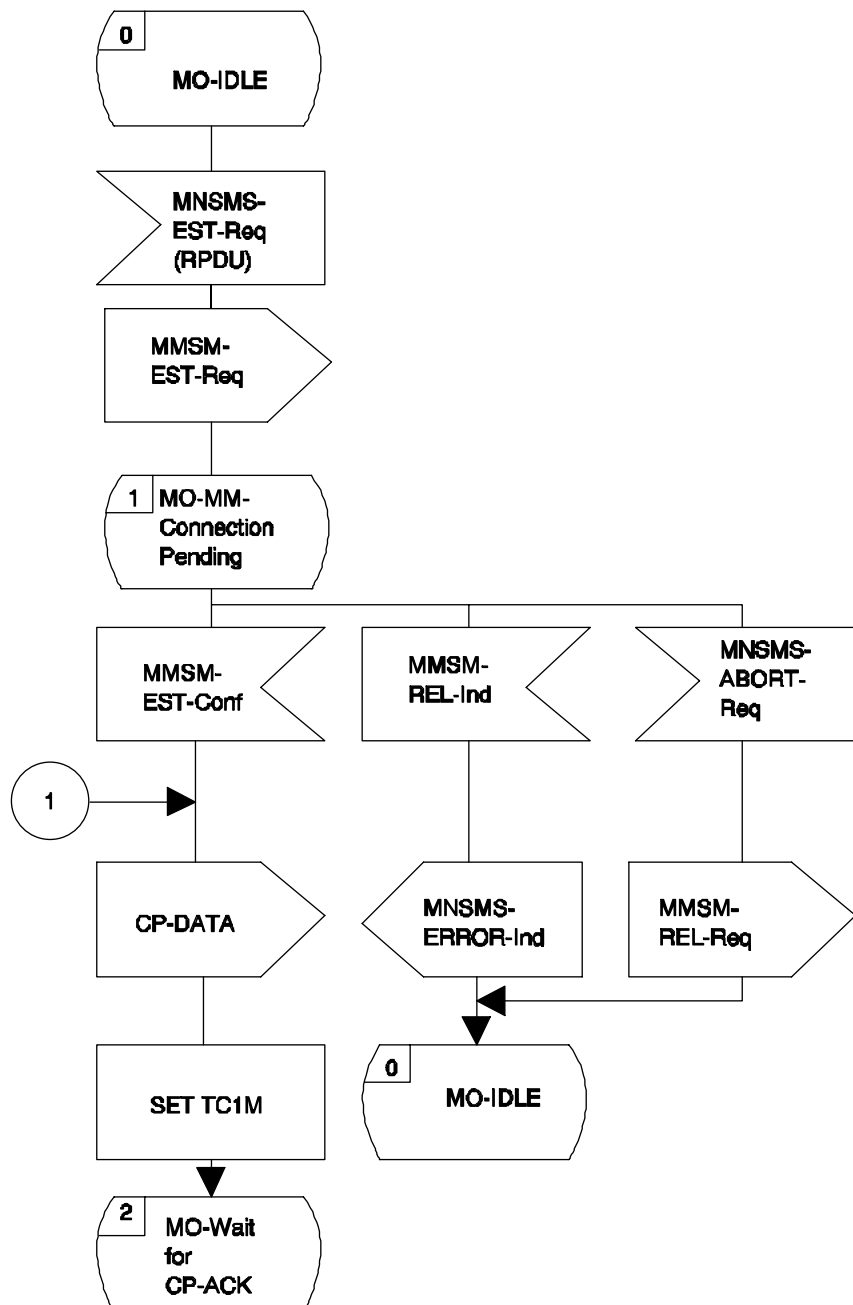 0
MO-IDLE
MNSMS-
EST-Req
(RPDU)
MMSM-
EST-Req
1
MO-MM-
Connection
Pending
MMSM-
EST-Conf
MMSM-
REL-Ind
MNSMS-
ABORT-
Req
1
CP-DATA
MNSMS-
ERROR-Ind
MMSM-
REL-Req
SET TC1M
0
MO-IDLE
2
MO-Wait
for
CP-ACK